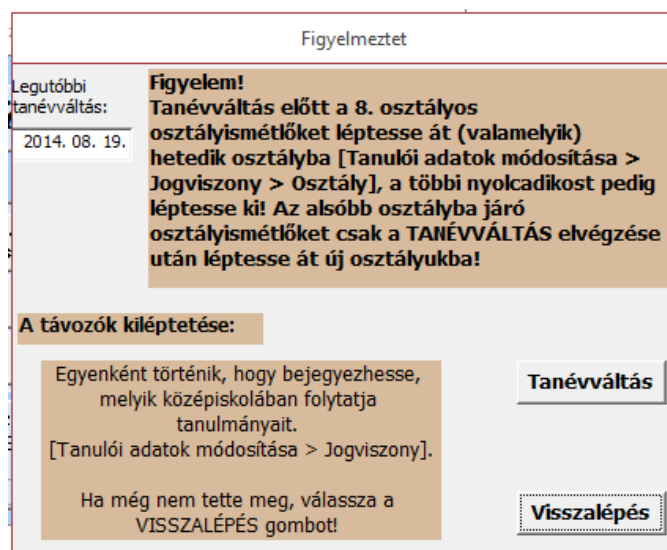 Figyelmeztet
Legutóbbi
tanévváltás:
2014. 08. 19.
Figyelem!
Tanévváltás előtt a 8. osztályos
osztályismétlőket léptesse át (valamelyik)
hetedik osztályba [Tanulói adatok módosítása >
Jogviszony > Osztály], a többi nyolcadikost pedig
léptesse ki! Az alsóbb osztályba járó
osztályismétlőket csak a TANÉVVÁLTÁS elvégzése
után léptesse át új osztályukba!
A távozók kiléptetése:
Egyenként történik, hogy bejegyezhesse,
melyik középiskolában folytatja
tanulmányait.
[Tanulói adatok módosítása > Jogviszony].
Ha még nem tette meg, válassza a
VISSZALÉPÉS gombot!
Tanévváltás
Visszalépés